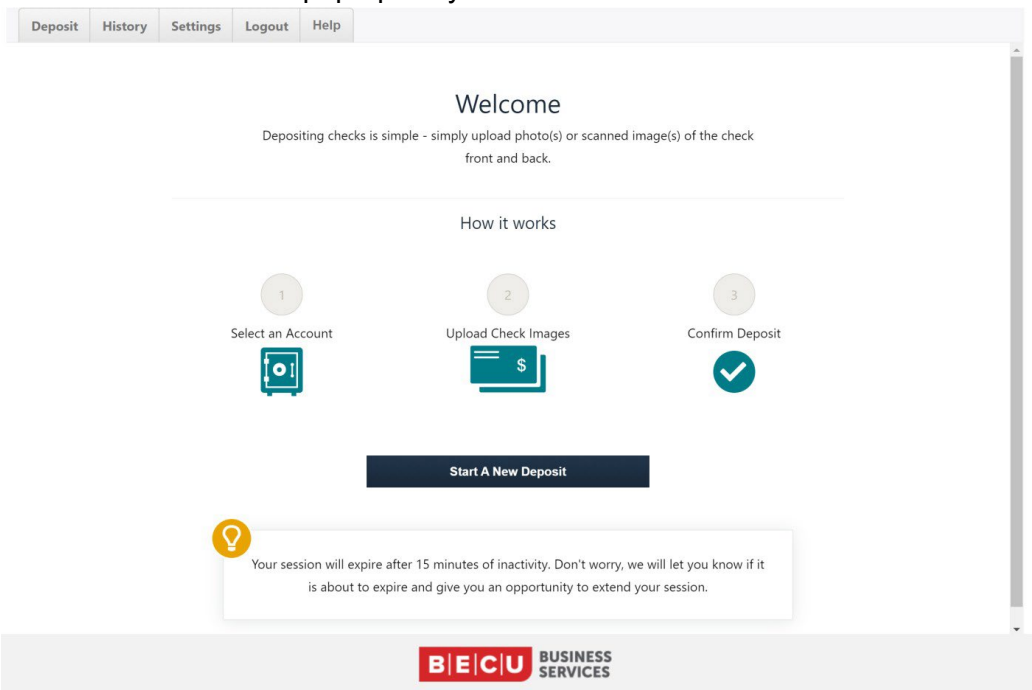 Deposit History Settings Logout Help
Welcome
Depositing checks is simple - simply upload photo(s) or scanned image(s) of the check
front and back.
How it works
1 2 3
Select an Account Upload Check Images Confirm Deposit
$
Start A New Deposit
Your session will expire after 15 minutes of inactivity. Don't worry, we will let you know if it
is about to expire and give you an opportunity to extend your session.
B|E|C|U BUSINESS
SERVICES